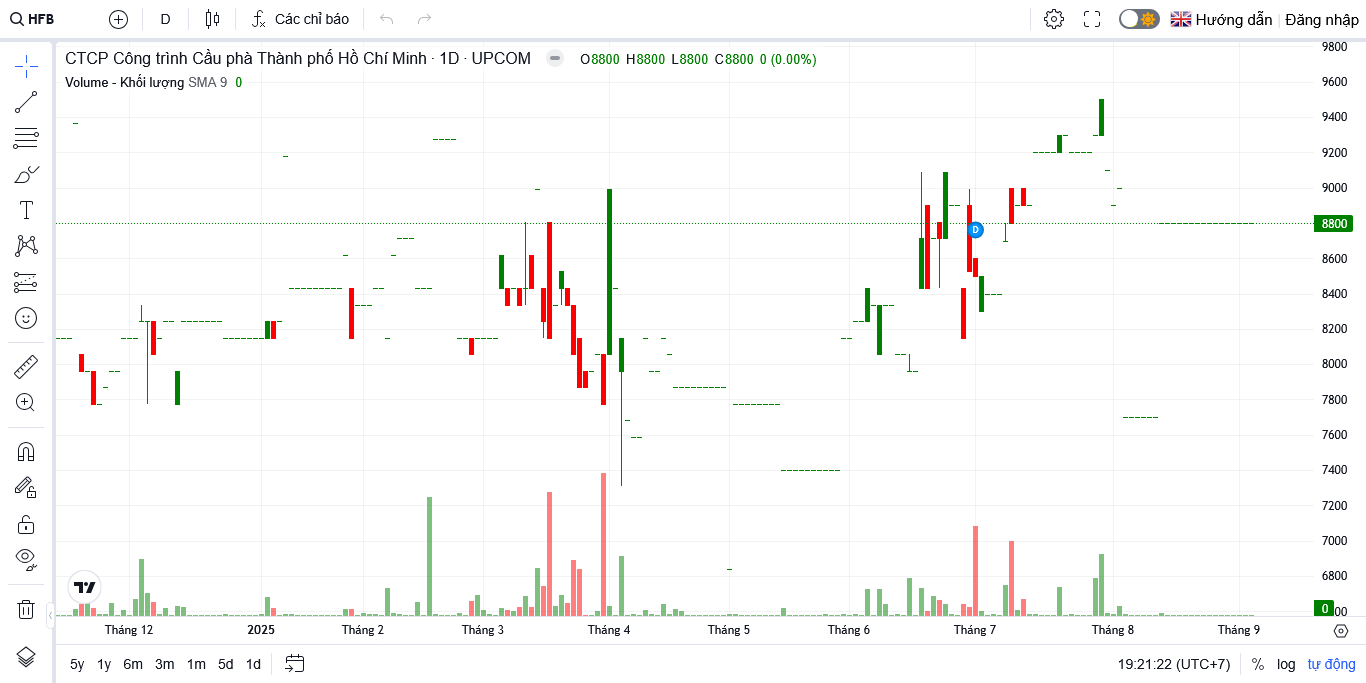 HFB D Các chỉ báo Hướng dẫn Đăng nhập
CTCP Công trình Cầu phà Thành phố Hồ Chí Minh · 1D · UPCOM O8800 H8800 L8800 C8800 0 (0.00%)
Volume - Khối lượng SMA 9 0
9800
9600
9400
9200
9000
8800
8600
8400
8200
8000
7800
7600
7400
7200
7000
6800
0 00
D
Tháng 12 2025 Tháng 2 Tháng 3 Tháng 4 Tháng 5 Tháng 6 Tháng 7 Tháng 8 Tháng 9
5y 1y 6m 3m 1m 5d 1d 19:21:22 (UTC+7) % log tự động